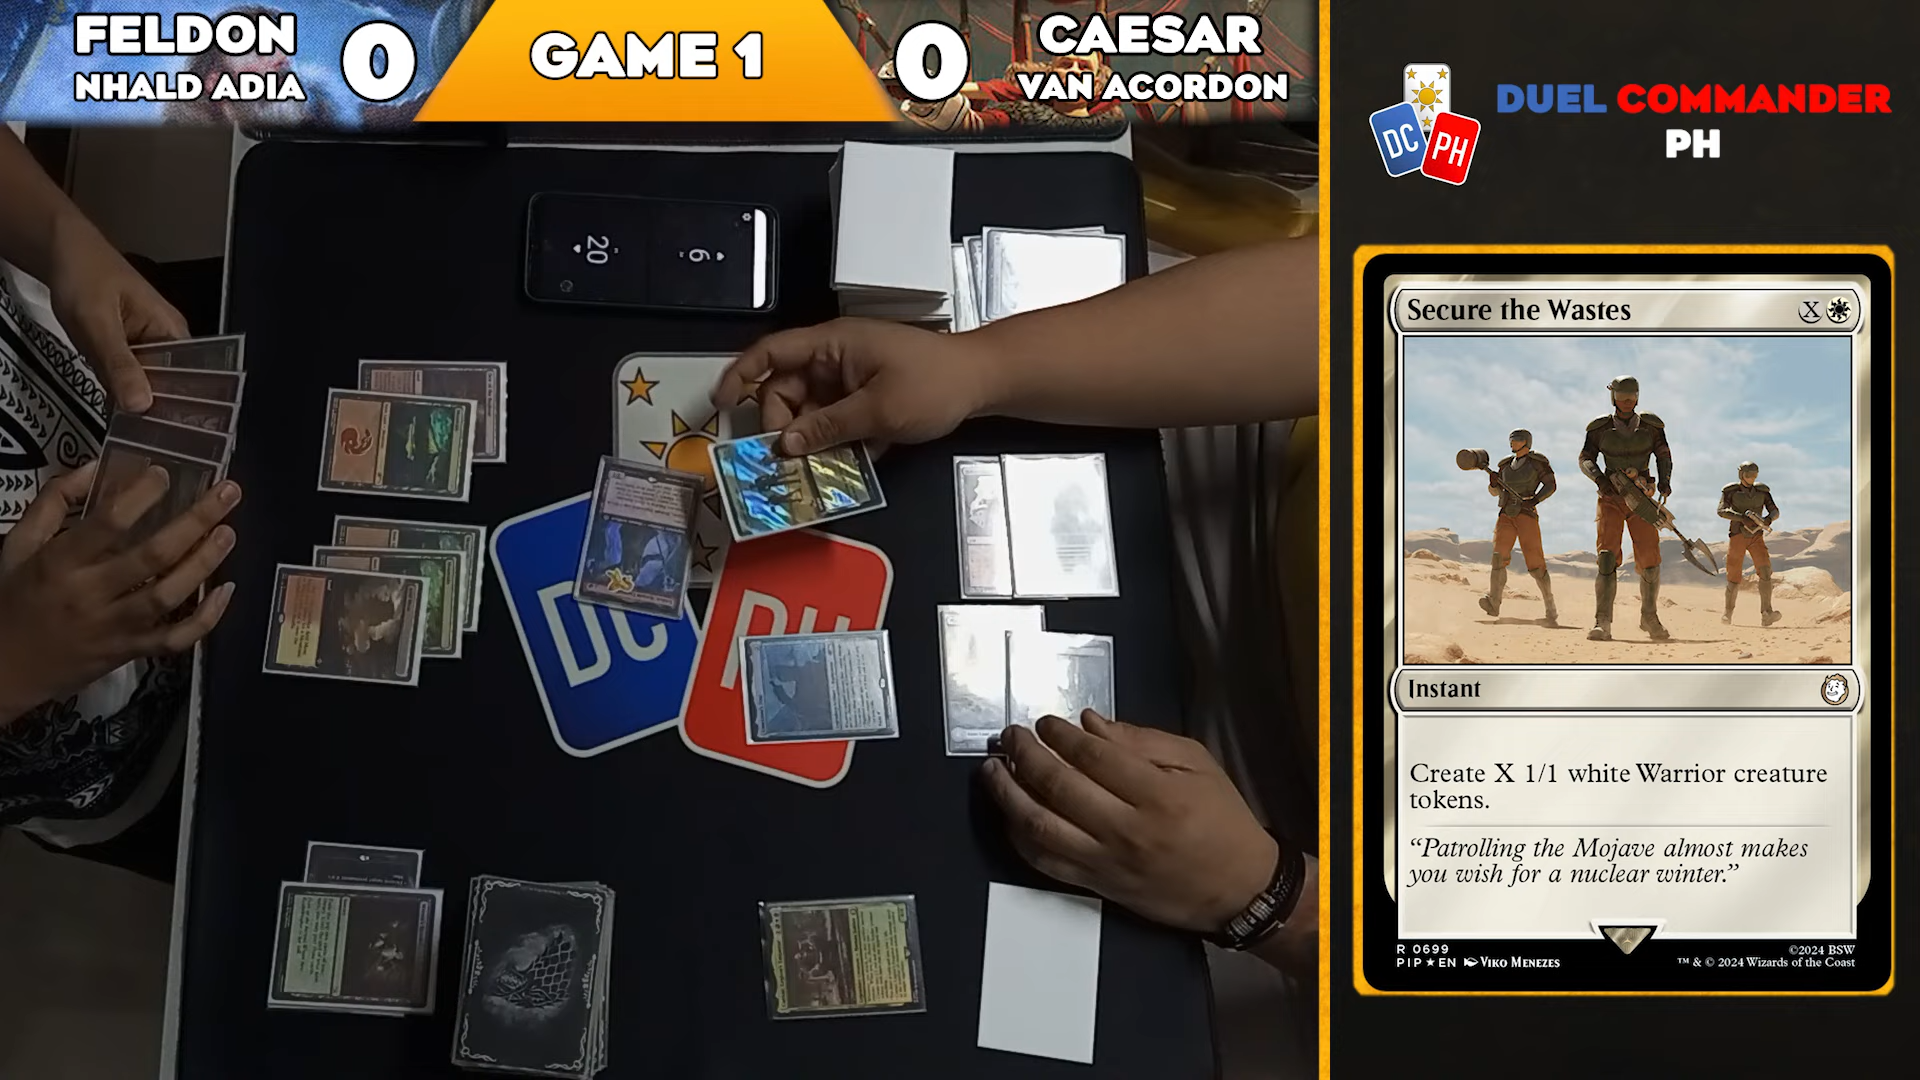 FELDON
NHALD ADIA
0
GAME 1
0
CAESAR
VAN ACORDON
DC
PH
DUEL COMMANDER
PH
20
6
DC
PH
Secure the Wastes
X
Instant
Create X 1/1 white Warrior creature
tokens.
“Patrolling the Mojave almost makes
you wish for a nuclear winter.”
R 0699
PIP★EN VIKO MENEZES
©2024 BSW
™ & © 2024 Wizards of the Coast